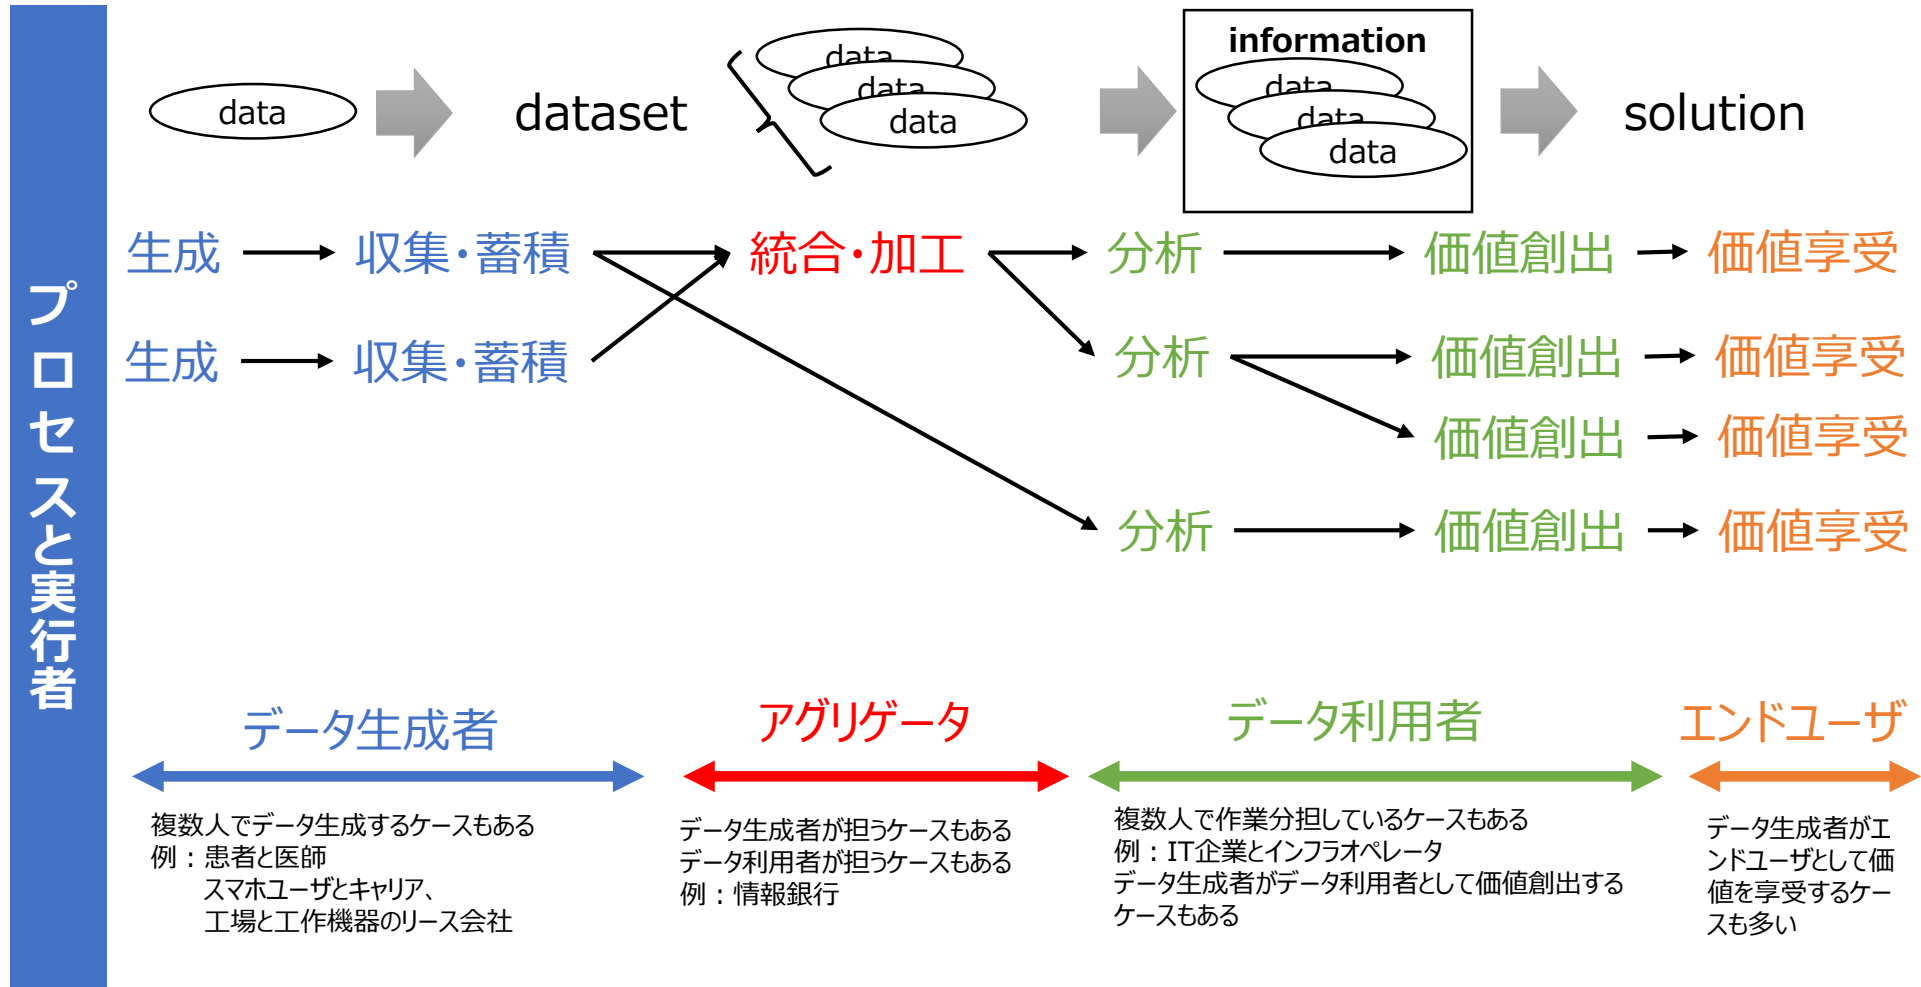 プロセスと実行者
data
dataset
data
data
data
information
data
data
data
solution
生成
収集・蓄積
統合・加工
分析
価値創出
価値享受
生成
収集・蓄積
分析
価値創出
価値享受
価値創出
価値享受
分析
価値創出
価値享受
データ生成者
複数人でデータ生成するケースもある
例：患者と医師
スマホユーザとキャリア、
工場と工作機器のリース会社
アグリゲータ
データ生成者が担うケースもある
データ利用者が担うケースもある
例：情報銀行
データ利用者
複数人で作業分担しているケースもある
例：IT企業とインフラオペレータ
データ生成者がデータ利用者として価値創出する
ケースもある
エンドユーザ
データ生成者がエ
ンドユーザとして価
値を享受するケー
スも多い